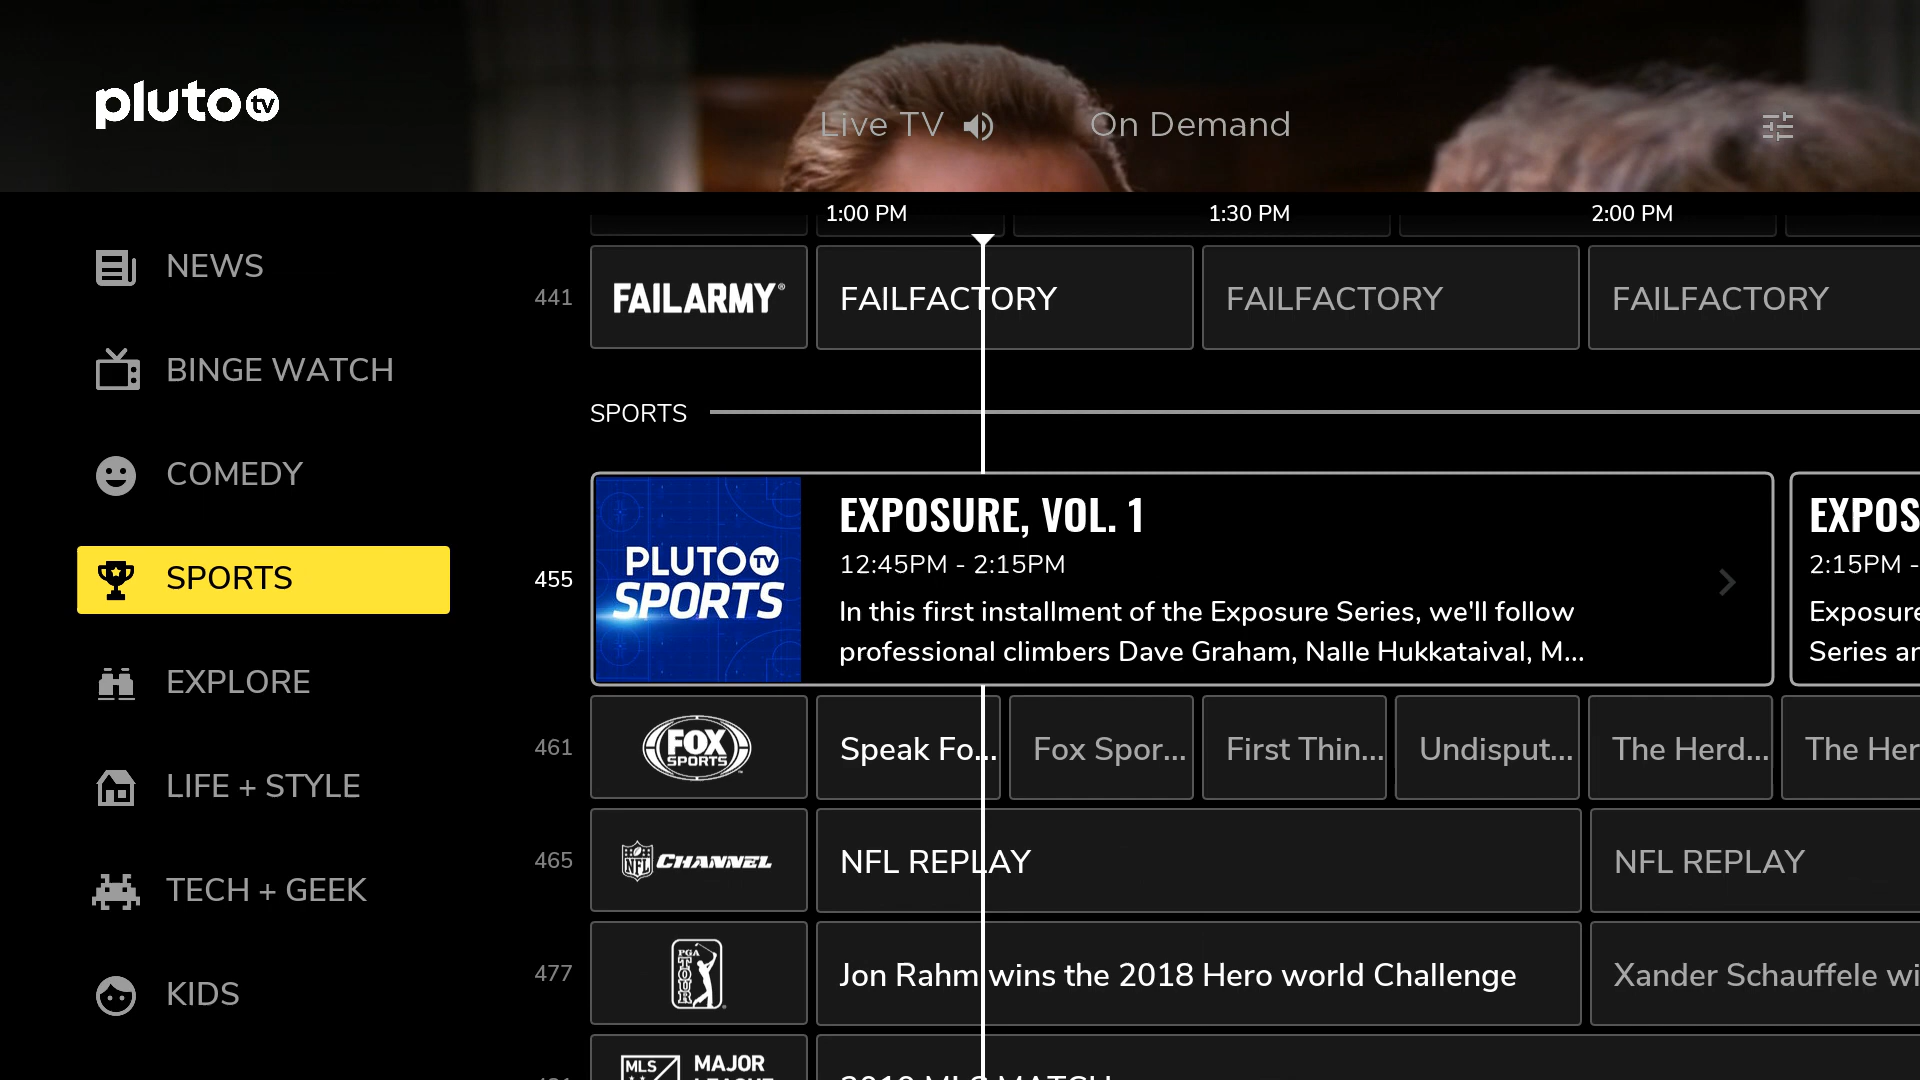 pluto tv
Live TV
On Demand
1:00 PM
1:30 PM
2:00 PM
NEWS
BINGE WATCH
COMEDY
SPORTS
EXPLORE
LIFE + STYLE
TECH + GEEK
KIDS
441
FAILARMY®
FAILFACTORY
FAILFACTORY
FAILFACTORY
SPORTS
455
PLUTO TV
SPORTS
EXPOSURE, VOL. 1
12:45PM - 2:15PM
In this first installment of the Exposure Series, we'll follow
professional climbers Dave Graham, Nalle Hukkataival, M...
EXPOS
2:15PM -
Exposure
Series an
461
FOX
SPORTS
Speak Fo...
Fox Spor...
First Thin...
Undisput...
The Herd...
The Her
465
NFL CHANNEL
NFL REPLAY
NFL REPLAY
477
PGA
TOUR
Jon Rahm wins the 2018 Hero world Challenge
Xander Schauffele wi
MLS
MAJOR